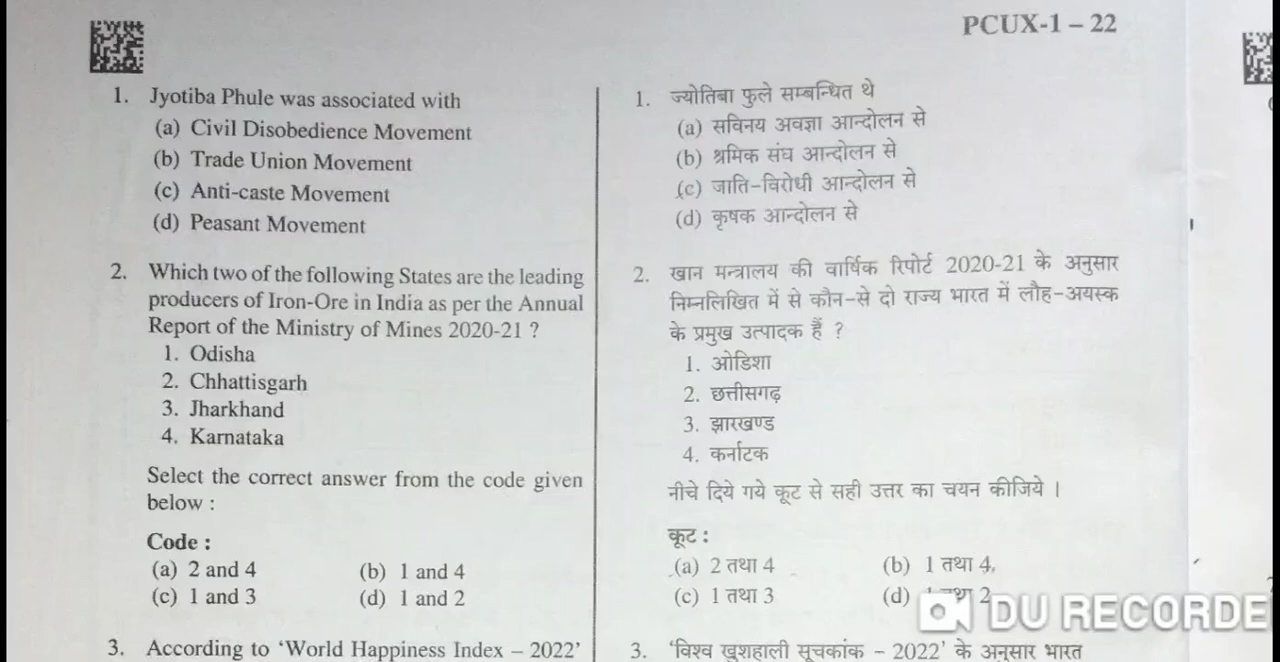 PCUX-1 – 22
1. Jyotiba Phule was associated with
(a) Civil Disobedience Movement
(b) Trade Union Movement
(c) Anti-caste Movement
(d) Peasant Movement
2. Which two of the following States are the leading
producers of Iron-Ore in India as per the Annual
Report of the Ministry of Mines 2020-21 ?
1. Odisha
2. Chhattisgarh
3. Jharkhand
4. Karnataka
Select the correct answer from the code given
below :
Code :
(a) 2 and 4 (b) 1 and 4
(c) 1 and 3 (d) 1 and 2
3. According to ‘World Happiness Index – 2022’
1. ज्योतिबा फुले सम्बन्धित थे
(a) सविनय अवज्ञा आन्दोलन से
(b) श्रमिक संघ आन्दोलन से
(c) जाति-विरोधी आन्दोलन से
(d) कृषक आन्दोलन से
2. खान मन्त्रालय की वार्षिक रिपोर्ट 2020-21 के अनुसार
निम्नलिखित में से कौन-से दो राज्य भारत में लौह-अयस्क
के प्रमुख उत्पादक हैं ?
1. ओडिशा
2. छत्तीसगढ़
3. झारखण्ड
4. कर्नाटक
नीचे दिये गये कूट से सही उत्तर का चयन कीजिये ।
कूट :
(a) 2 तथा 4 (b) 1 तथा 4
(c) 1 तथा 3 (d) 2
3. ‘विश्व खुशहाली सूचकांक – 2022’ के अनुसार भारत
DU RECORDE